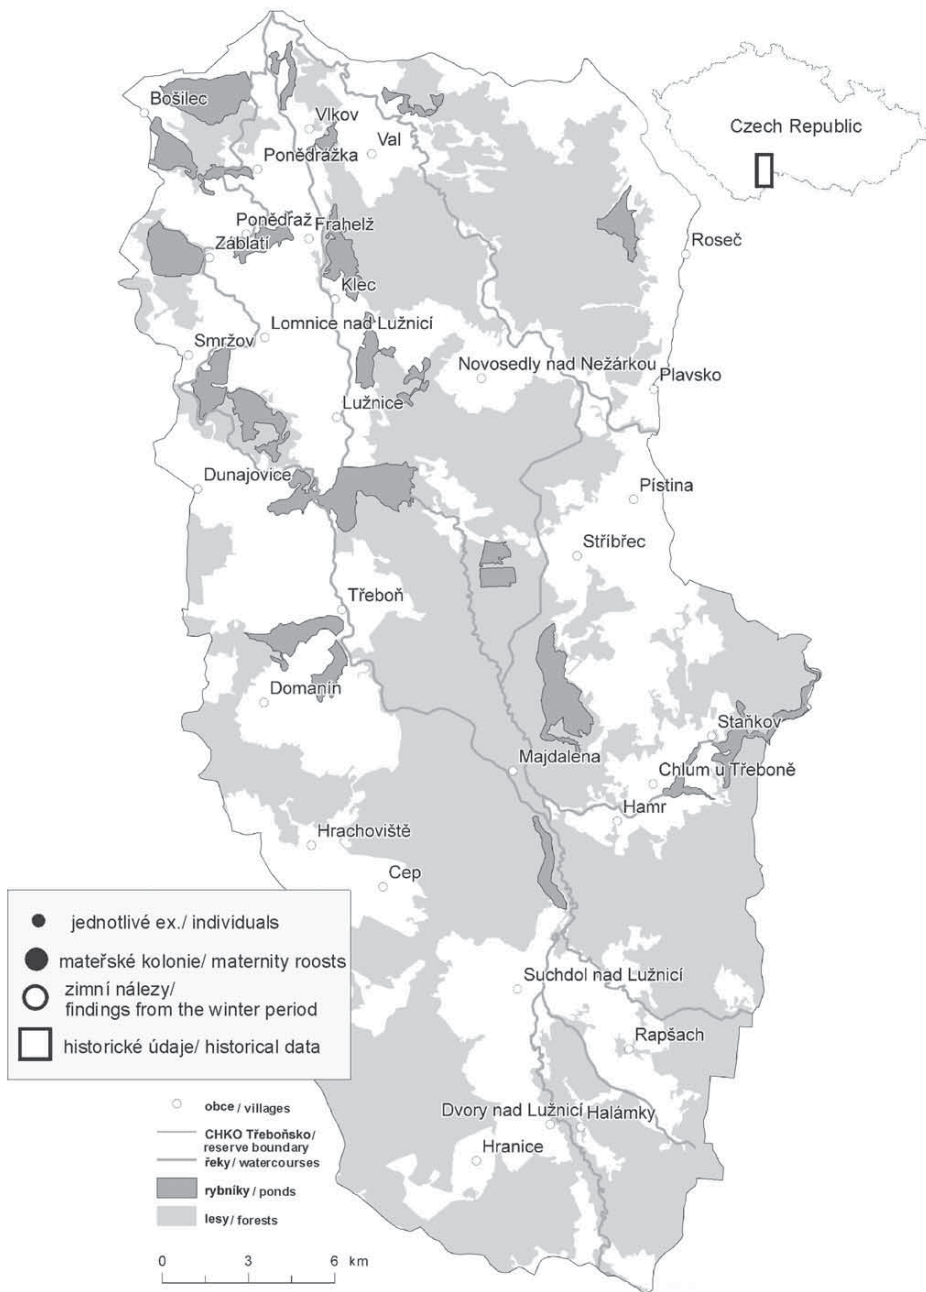 Bošilec
Vlkov
Val
Ponědrážka
Czech Republic
Ponědraž
Frahelž
Záblatí
Roseč
Klec
Lomnice nad Lužnicí
Smržov
Novosedly nad Nežárkou
Plavsko
Lužnice
Dunajovice
Pístina
Stříbřec
Třeboň
Domanín
Staňkov
Majdalena
Chlum u Třeboně
Hamr
Hrachoviště
Cep
jednotlivé ex./ individuals
mateřské kolonie/ maternity roosts
zimní nálezy/
findings from the winter period
historické údaje/ historical data
Suchdol nad Lužnicí
Rapšach
Dvory nad Lužnicí
Halámky
Hranice
obce / villages
CHKO Třeboňsko/
reserve boundary
řeky / watercourses
rybníky / ponds
lesy / forests
0 3 6 km